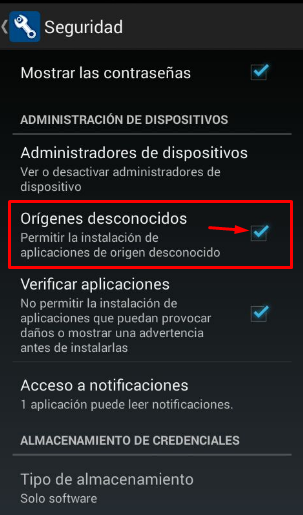 Seguridad
Mostrar las contraseñas
ADMINISTRACIÓN DE DISPOSITIVOS
Administradores de dispositivos
Ver o desactivar administradores de
dispositivo
Orígenes desconocidos
Permitir la instalación de
aplicaciones de origen desconocido
Verificar aplicaciones
No permitir la instalación de
aplicaciones que puedan provocar
daños o mostrar una advertencia
antes de instalarlas
Acceso a notificaciones
1 aplicación puede leer notificaciones.
ALMACENAMIENTO DE CREDENCIALES
Tipo de almacenamiento
Solo software